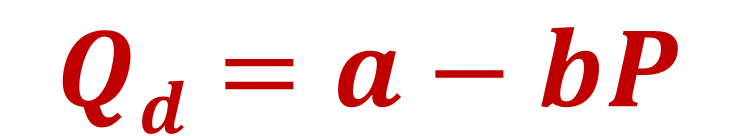 Q_d = a − bP